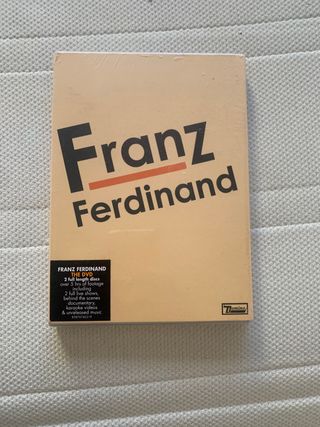 Franz
Ferdinand
FRANZ FERDINAND
THE DVD
2 full length discs
over 5 hrs of footage
including
2 full live shows,
behind the scenes
documentary,
karaoke videos
& unreleased music